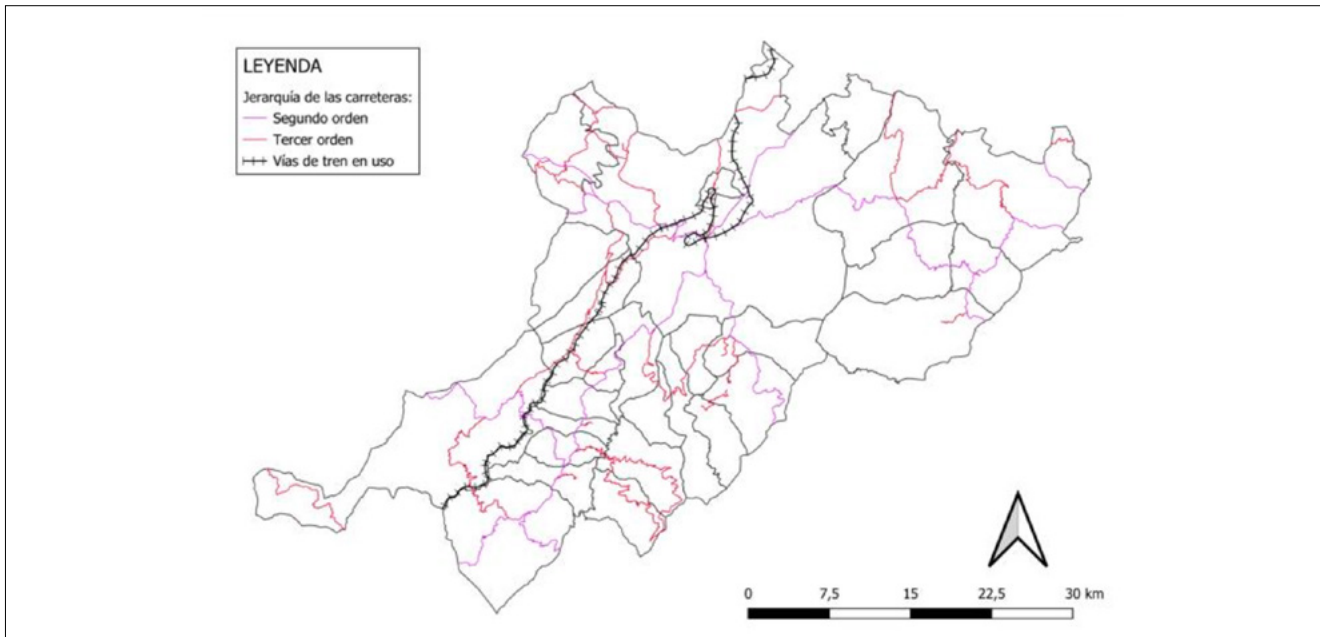 LEYENDA
Jerarquía de las carreteras:
Segundo orden
Tercer orden
Vías de tren en uso
0 7,5 15 22,5 30 km